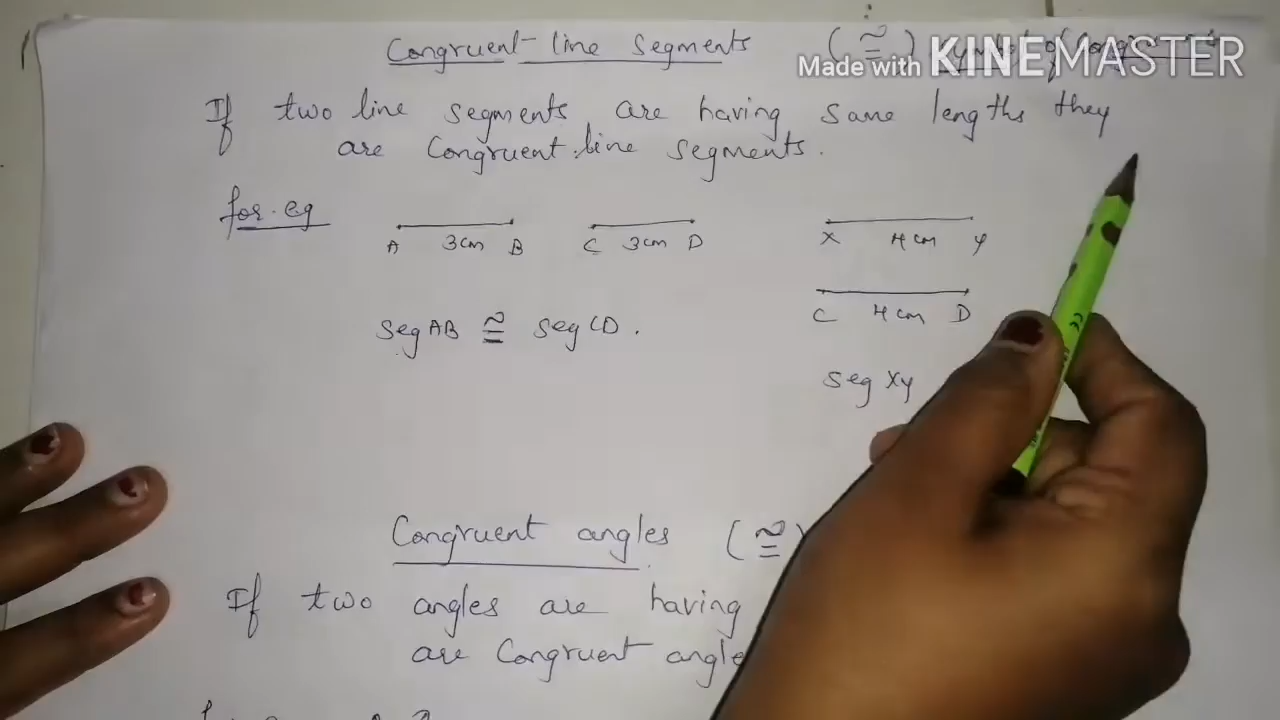 Congruent line Segments (≅) symbol of
Made with KINEMASTER
If two line segments are having same lengths they
are Congruent line segments.
for eg
A 3cm B C 3cm D X 4cm Y
C 4cm D
seg AB ≅ seg CD.
seg XY
Congruent angles (≅)
If two angles are having
are Congruent angle